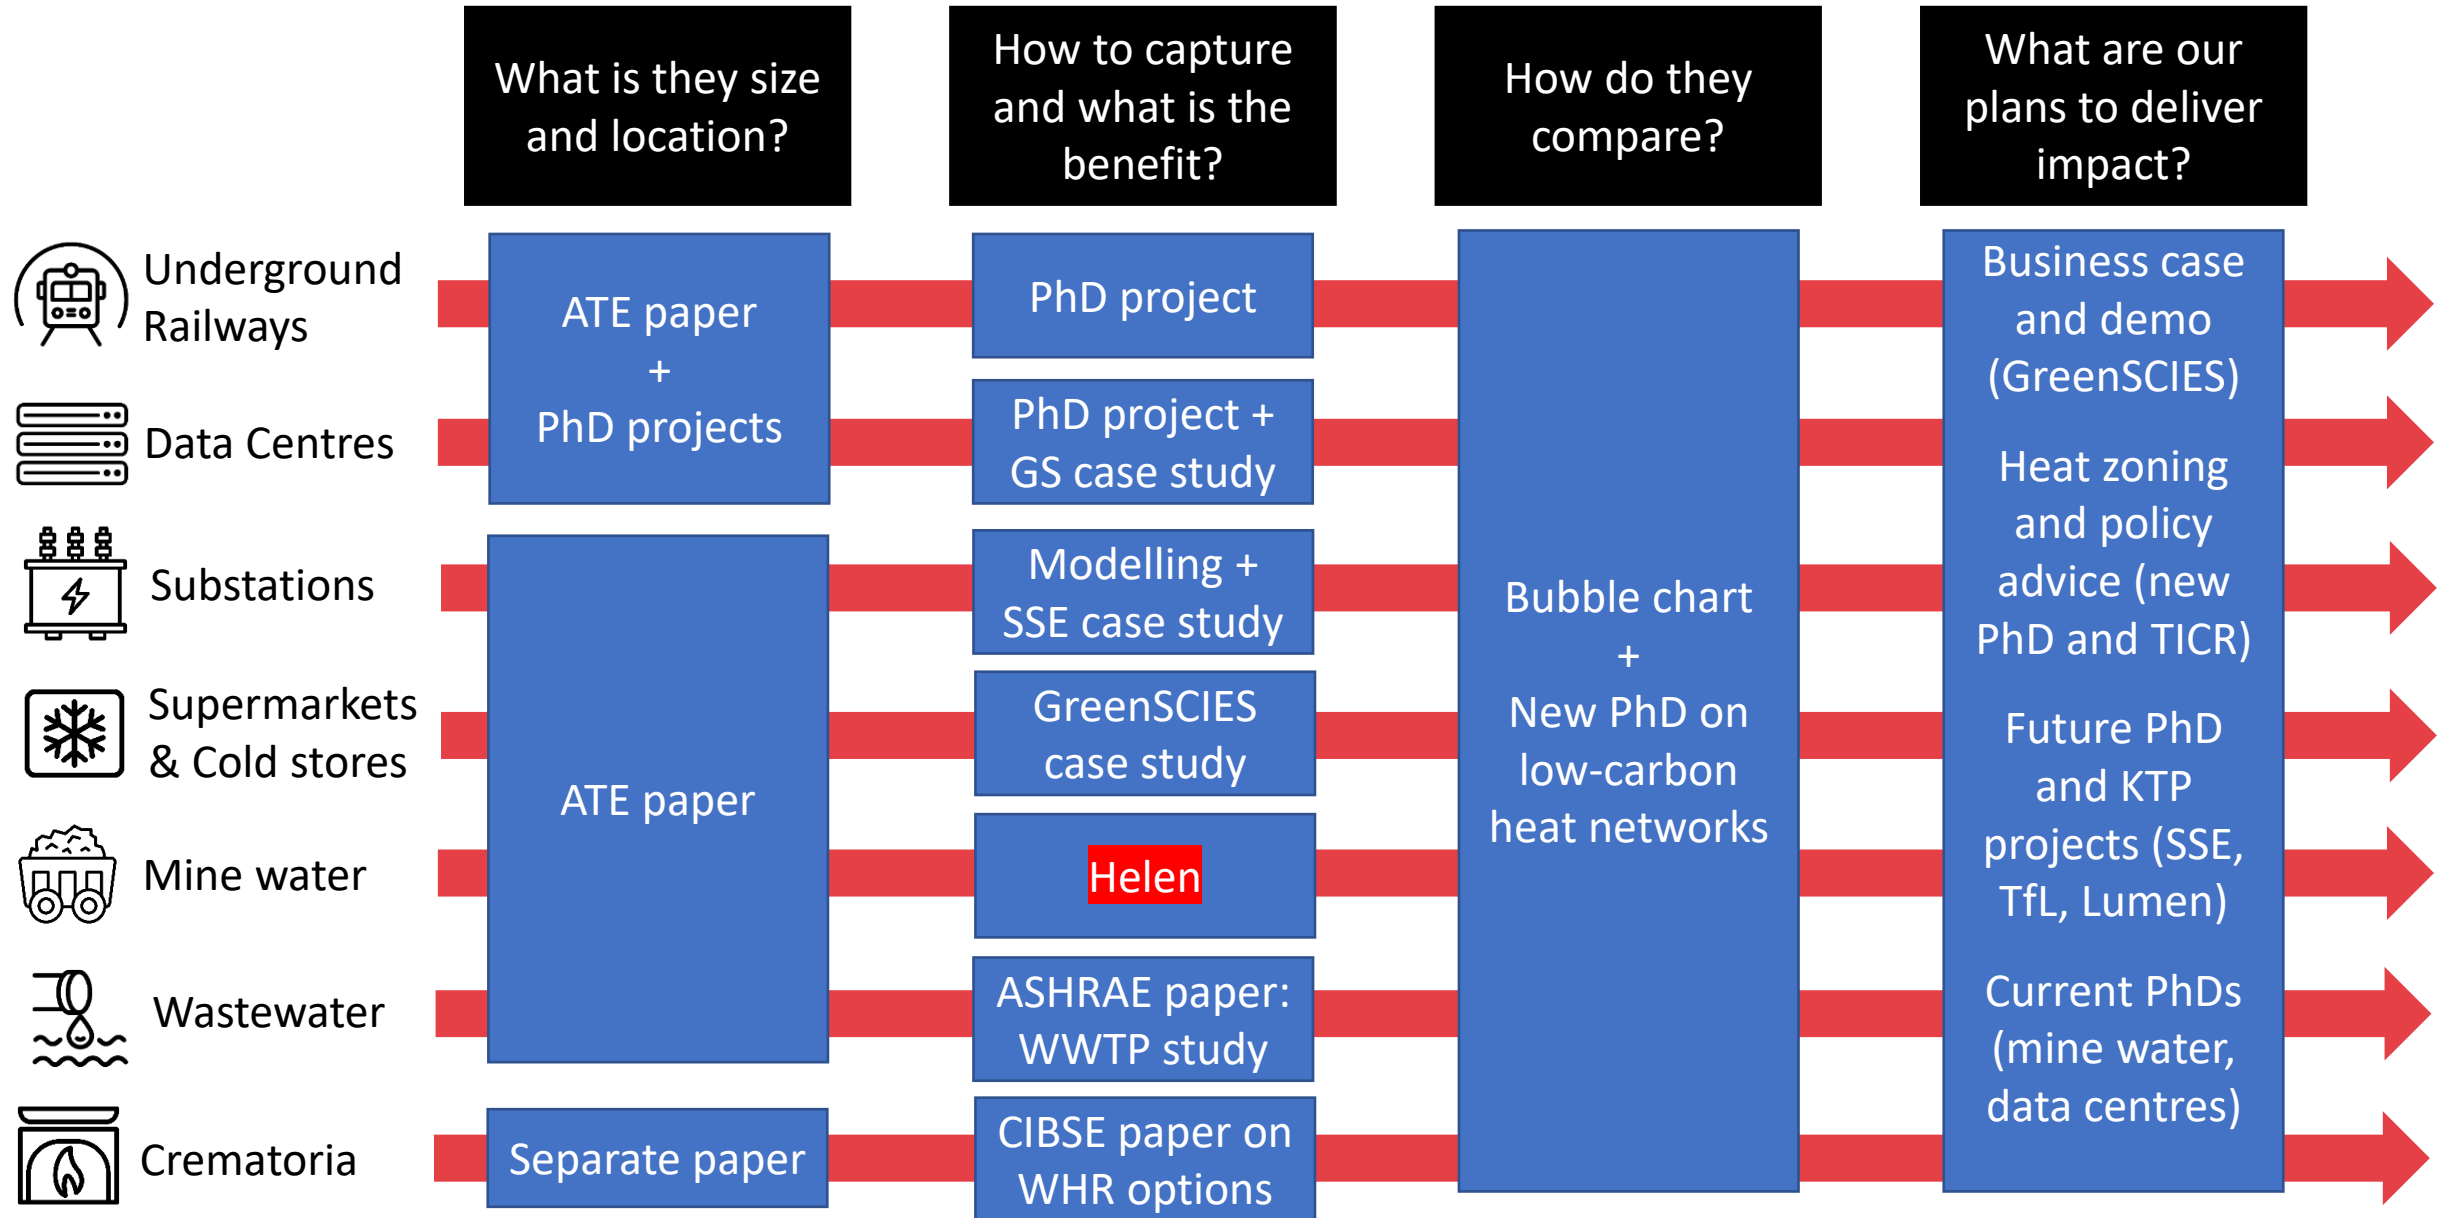 What is they size
and location?
How to capture
and what is the
benefit?
How do they
compare?
What are our
plans to deliver
impact?
Underground
Railways
Data Centres
Substations
Supermarkets
& Cold stores
Mine water
Wastewater
Crematoria
ATE paper
+
PhD projects
ATE paper
Separate paper
PhD project
PhD project +
GS case study
Modelling +
SSE case study
GreenSCIES
case study
Helen
ASHRAE paper:
WWTP study
CIBSE paper on
WHR options
Bubble chart
+
New PhD on
low-carbon
heat networks
Business case
and demo
(GreenSCIES)
Heat zoning
and policy
advice (new
PhD and TICR)
Future PhD
and KTP
projects (SSE,
TfL, Lumen)
Current PhDs
(mine water,
data centres)